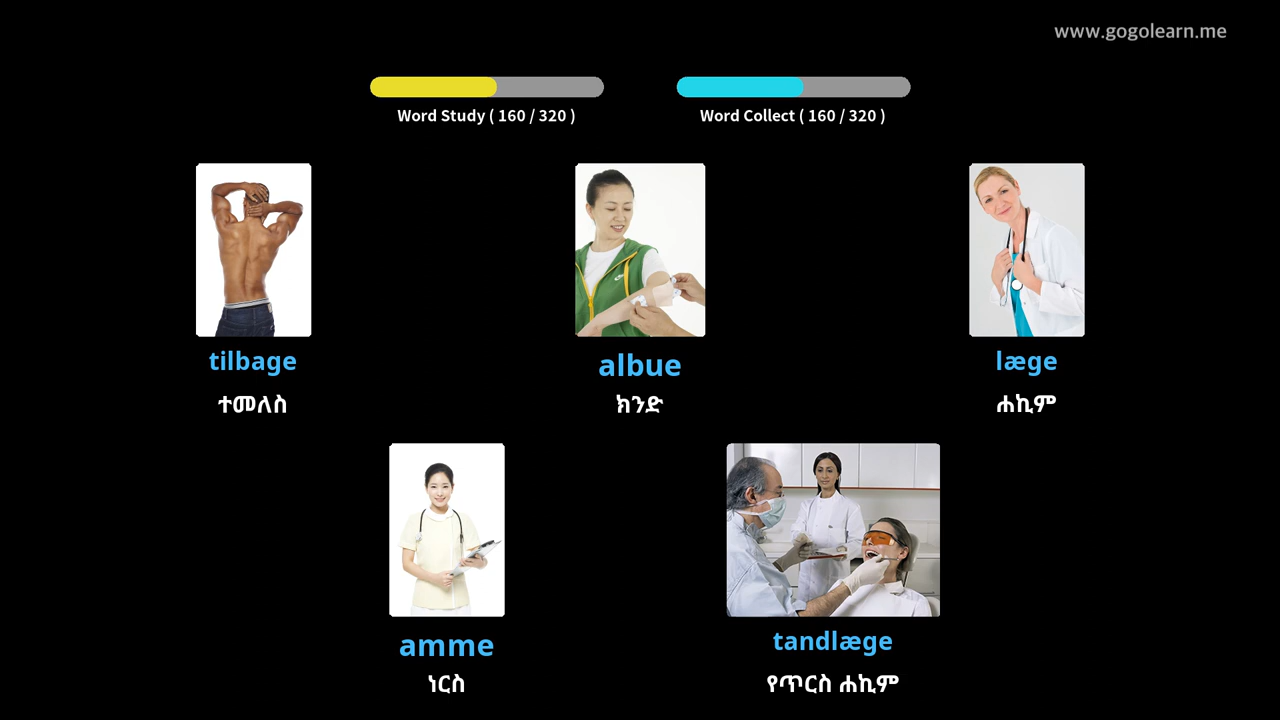 www.gogolearn.me
Word Study ( 160 / 320 )
Word Collect ( 160 / 320 )
tilbage
albue
læge
ተመለስ
ክንድ
ሐኪም
amme
tandlæge
ነርስ
የጥርስ ሐኪም